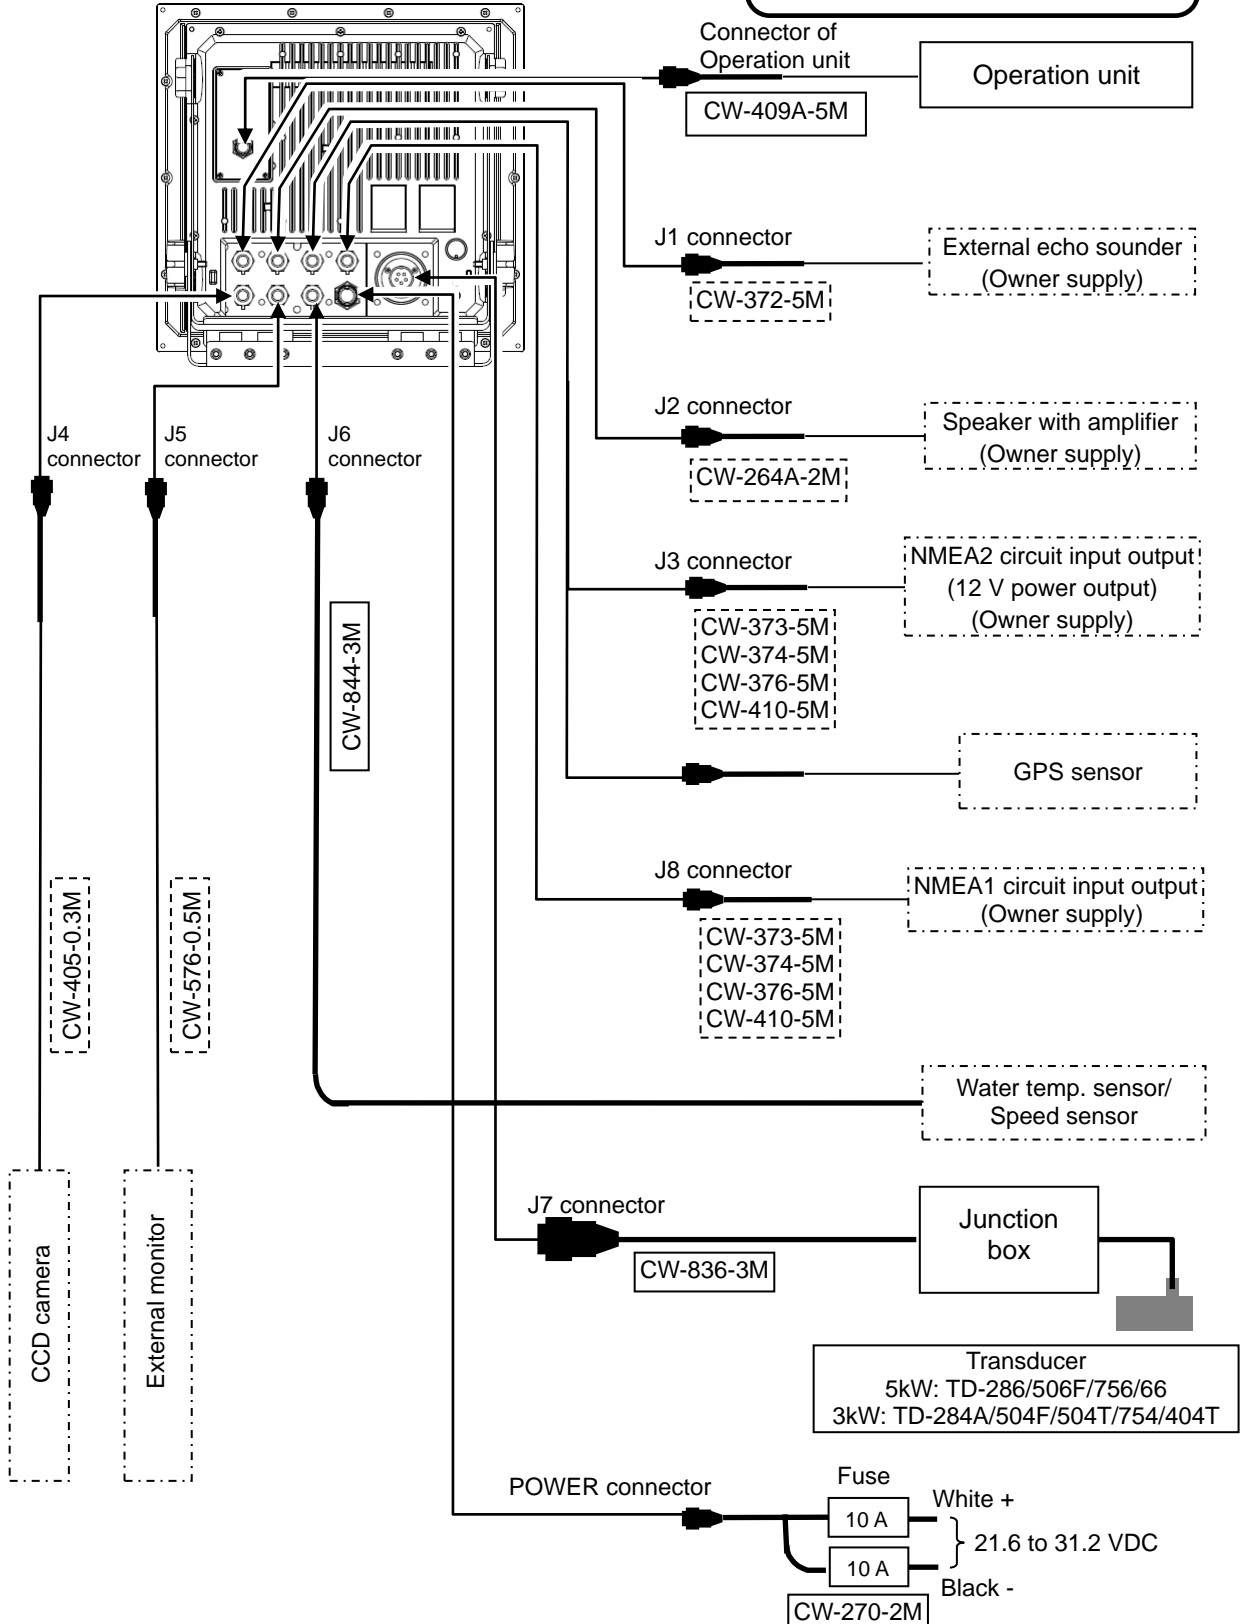 Connector of
Operation unit
Operation unit
CW-409A-5M
J1 connector
External echo sounder
(Owner supply)
CW-372-5M
J2 connector
Speaker with amplifier
(Owner supply)
CW-264A-2M
J4
connector
J5
connector
J6
connector
J3 connector
NMEA2 circuit input output
(12 V power output)
(Owner supply)
CW-373-5M
CW-374-5M
CW-376-5M
CW-410-5M
CW-844-3M
GPS sensor
J8 connector
NMEA1 circuit input output
(Owner supply)
CW-373-5M
CW-374-5M
CW-376-5M
CW-410-5M
CW-405-0.3M
CW-576-0.5M
Water temp. sensor/
Speed sensor
CCD camera
External monitor
J7 connector
Junction
box
CW-836-3M
Transducer
5kW: TD-286/506F/756/66
3kW: TD-284A/504F/504T/754/404T
POWER connector
Fuse
White +
10 A
21.6 to 31.2 VDC
10 A
Black -
CW-270-2M